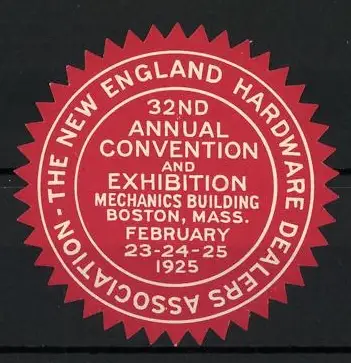 THE NEW ENGLAND HARDWARE DEALERS ASSOCIATION -
32ND
ANNUAL
CONVENTION
AND
EXHIBITION
MECHANICS BUILDING
BOSTON, MASS.
FEBRUARY
23-24-25
1925